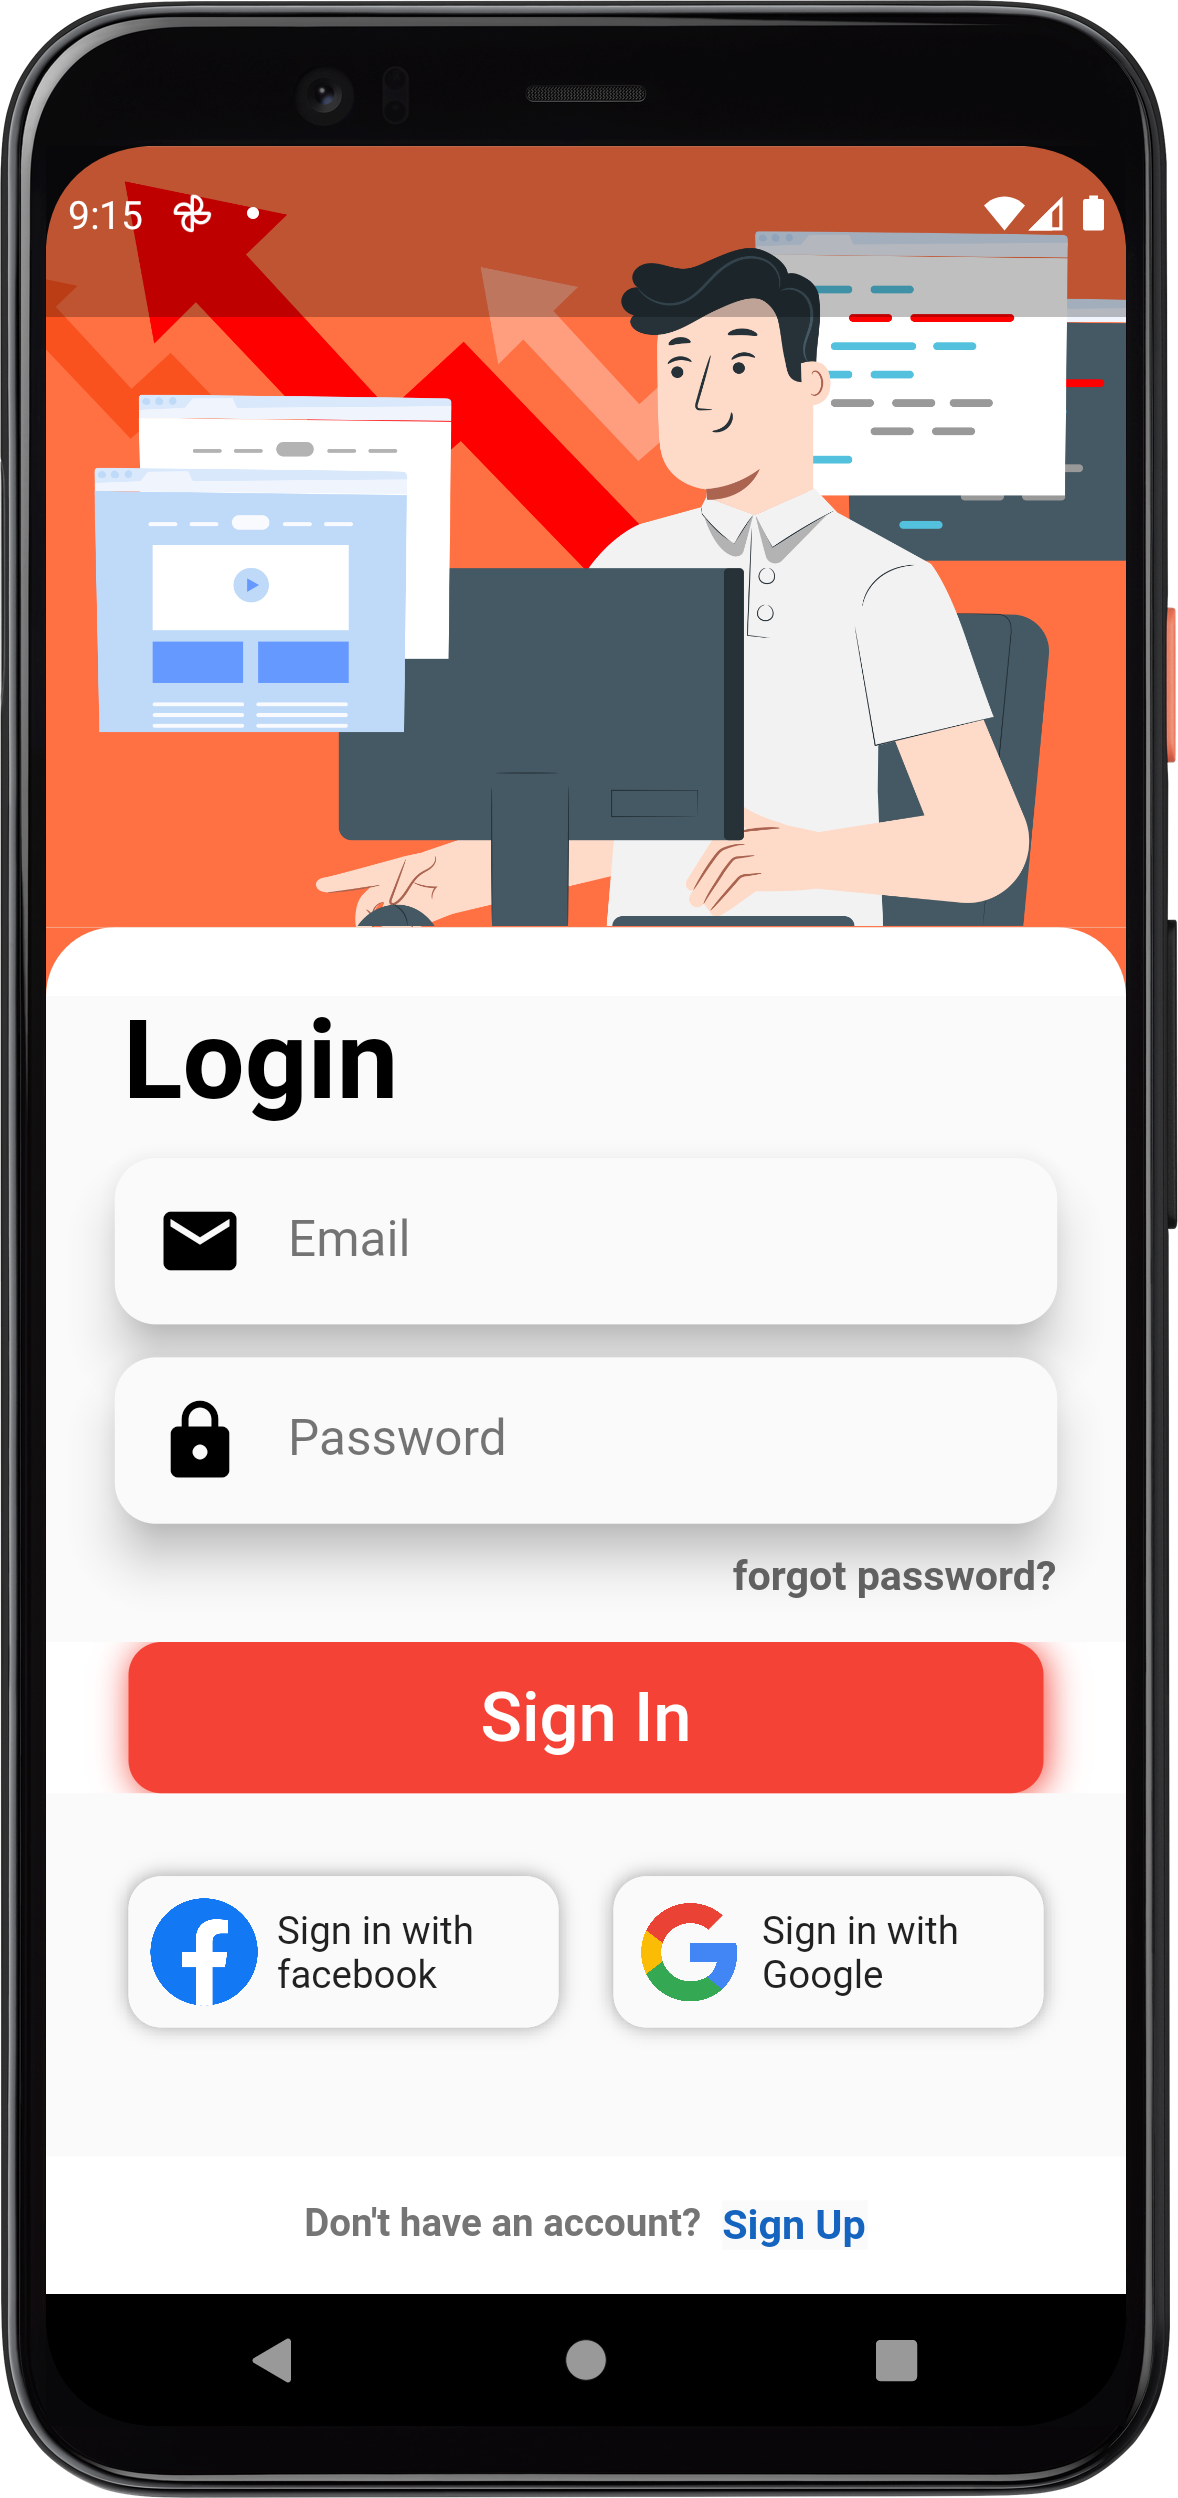 9:15
Login
Email
Password
forgot password?
Sign In
Sign in with
facebook
Sign in with
Google
Don't have an account? Sign Up